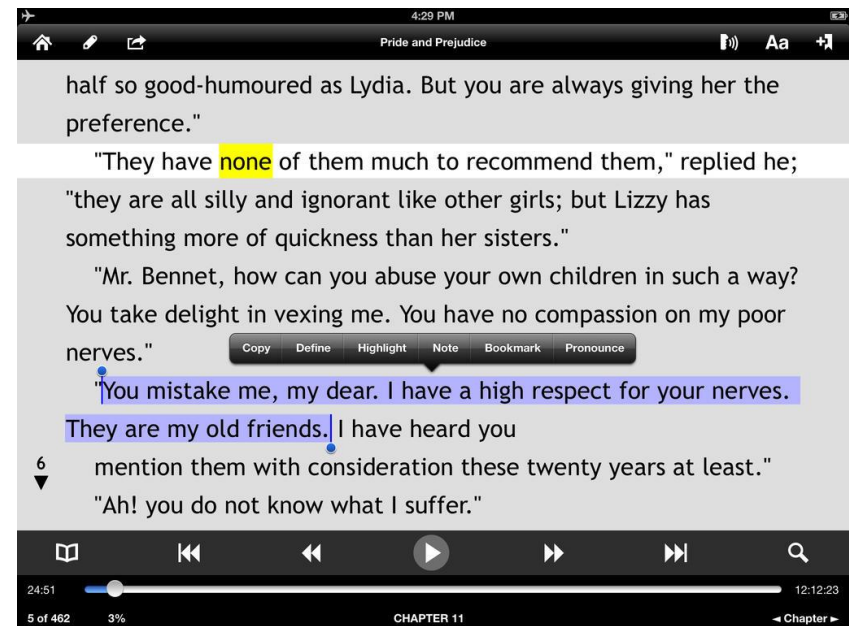 4:29 PM
Pride and Prejudice
Aa
half so good-humoured as Lydia. But you are always giving her the
preference."
"They have none of them much to recommend them," replied he;
"they are all silly and ignorant like other girls; but Lizzy has
something more of quickness than her sisters."
"Mr. Bennet, how can you abuse your own children in such a way?
You take delight in vexing me. You have no compassion on my poor
nerves."
Copy Define Highlight Note Bookmark Pronounce
"You mistake me, my dear. I have a high respect for your nerves.
They are my old friends. I have heard you
6
mention them with consideration these twenty years at least."
"Ah! you do not know what I suffer."
24:51 12:12:23
5 of 462 3% CHAPTER 11 ◄ Chapter ►